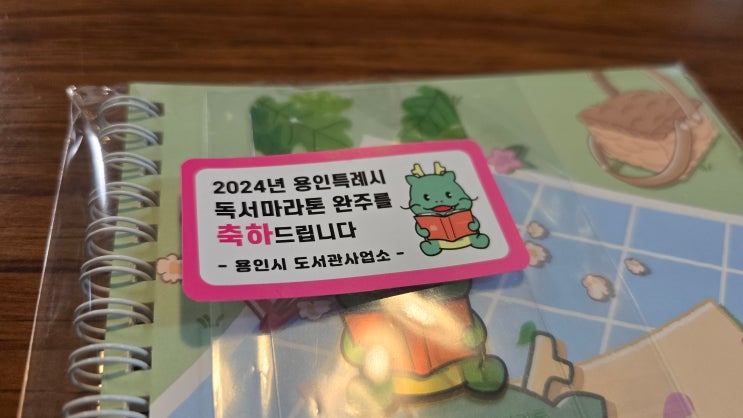 2024년 용인특례시
독서마라톤 완주를
축하드립니다
- 용인시 도서관사업소 -